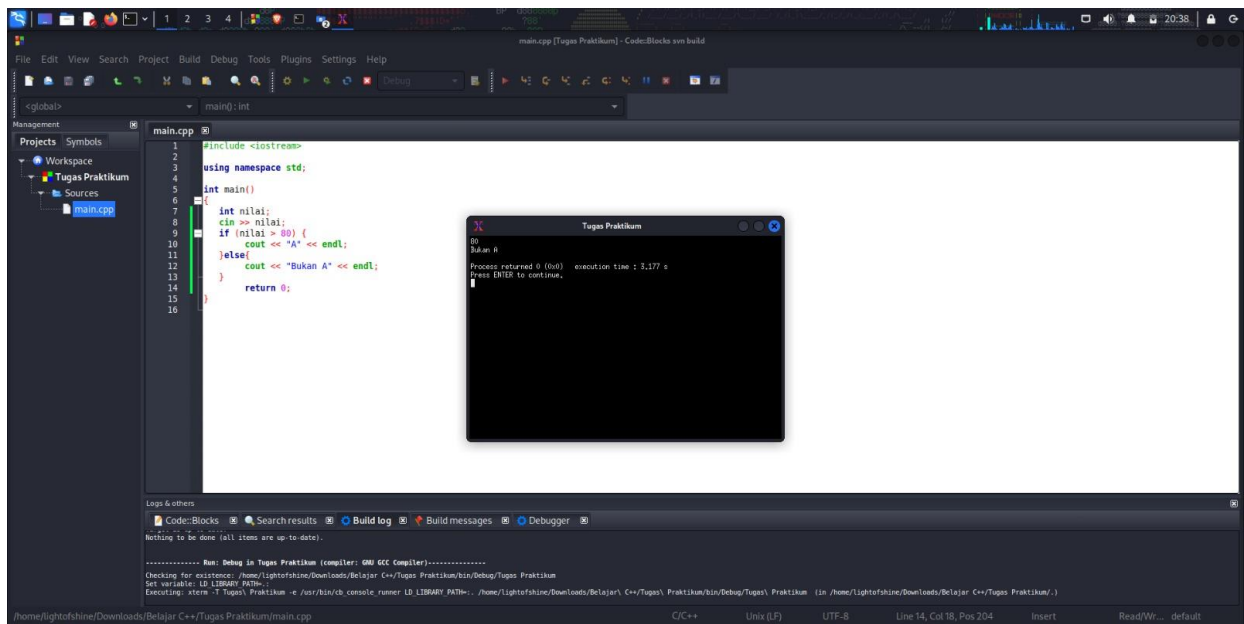 1 2 3 4
20:38
main.cpp [Tugas Praktikum] - Code::Blocks svn build
File Edit View Search Project Build Debug Tools Plugins Settings Help
Debug
<global> main() : int
Management
Projects Symbols
Workspace
Tugas Praktikum
Sources
main.cpp
main.cpp
1 #include <iostream>
2
3 using namespace std;
4
5 int main()
6 {
7 int nilai;
8 cin >> nilai;
9 if (nilai > 80) {
10 cout << "A" << endl;
11 }else{
12 cout << "Bukan A" << endl;
13 }
14 return 0;
15 }
16
Tugas Praktikum
80
Bukan A
Process returned 0 (0x0) execution time : 3.177 s
Press ENTER to continue.
Logs & others
Code::Blocks Search results Build log Build messages Debugger
Nothing to be done (all items are up-to-date).
-------------- Run: Debug in Tugas Praktikum (compiler: GNU GCC Compiler)---------------
Checking for existence: /home/lightofshine/Downloads/Belajar C++/Tugas Praktikum/bin/Debug/Tugas Praktikum
Set variable: LD_LIBRARY_PATH=.:
Executing: xterm -T Tugas\ Praktikum -e /usr/bin/cb_console_runner LD_LIBRARY_PATH=:. /home/lightofshine/Downloads/Belajar\ C++/Tugas\ Praktikum/bin/Debug/Tugas\ Praktikum (in /home/lightofshine/Downloads/Belajar C++/Tugas Praktikum/.)
/home/lightofshine/Downloads/Belajar C++/Tugas Praktikum/main.cpp C/C++ Unix (LF) UTF-8 Line 14, Col 18, Pos 204 Insert Read/Wr... default